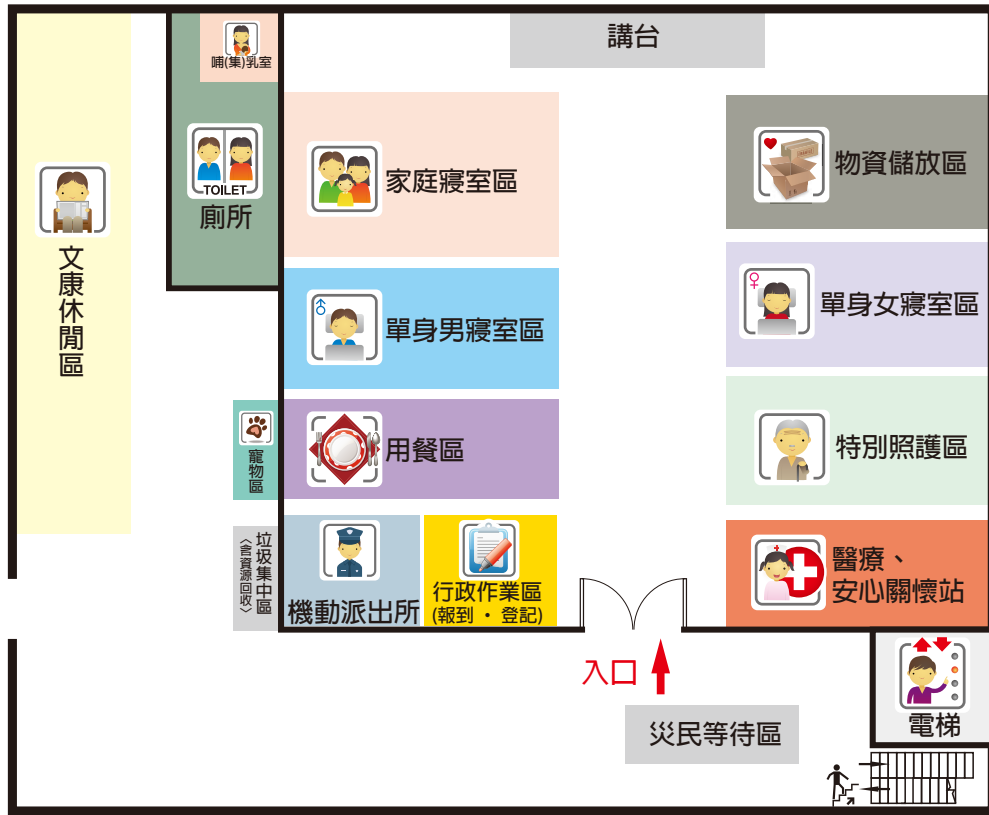 講台
哺(集)乳室
TOILET
廁所
文康休閒區
家庭寢室區
物資儲放區
單身男寢室區
單身女寢室區
用餐區
特別照護區
寵物區
垃圾集中區
〈含資源回收〉
機動派出所
行政作業區
(報到 ‧ 登記)
醫療、
安心關懷站
入口
災民等待區
電梯